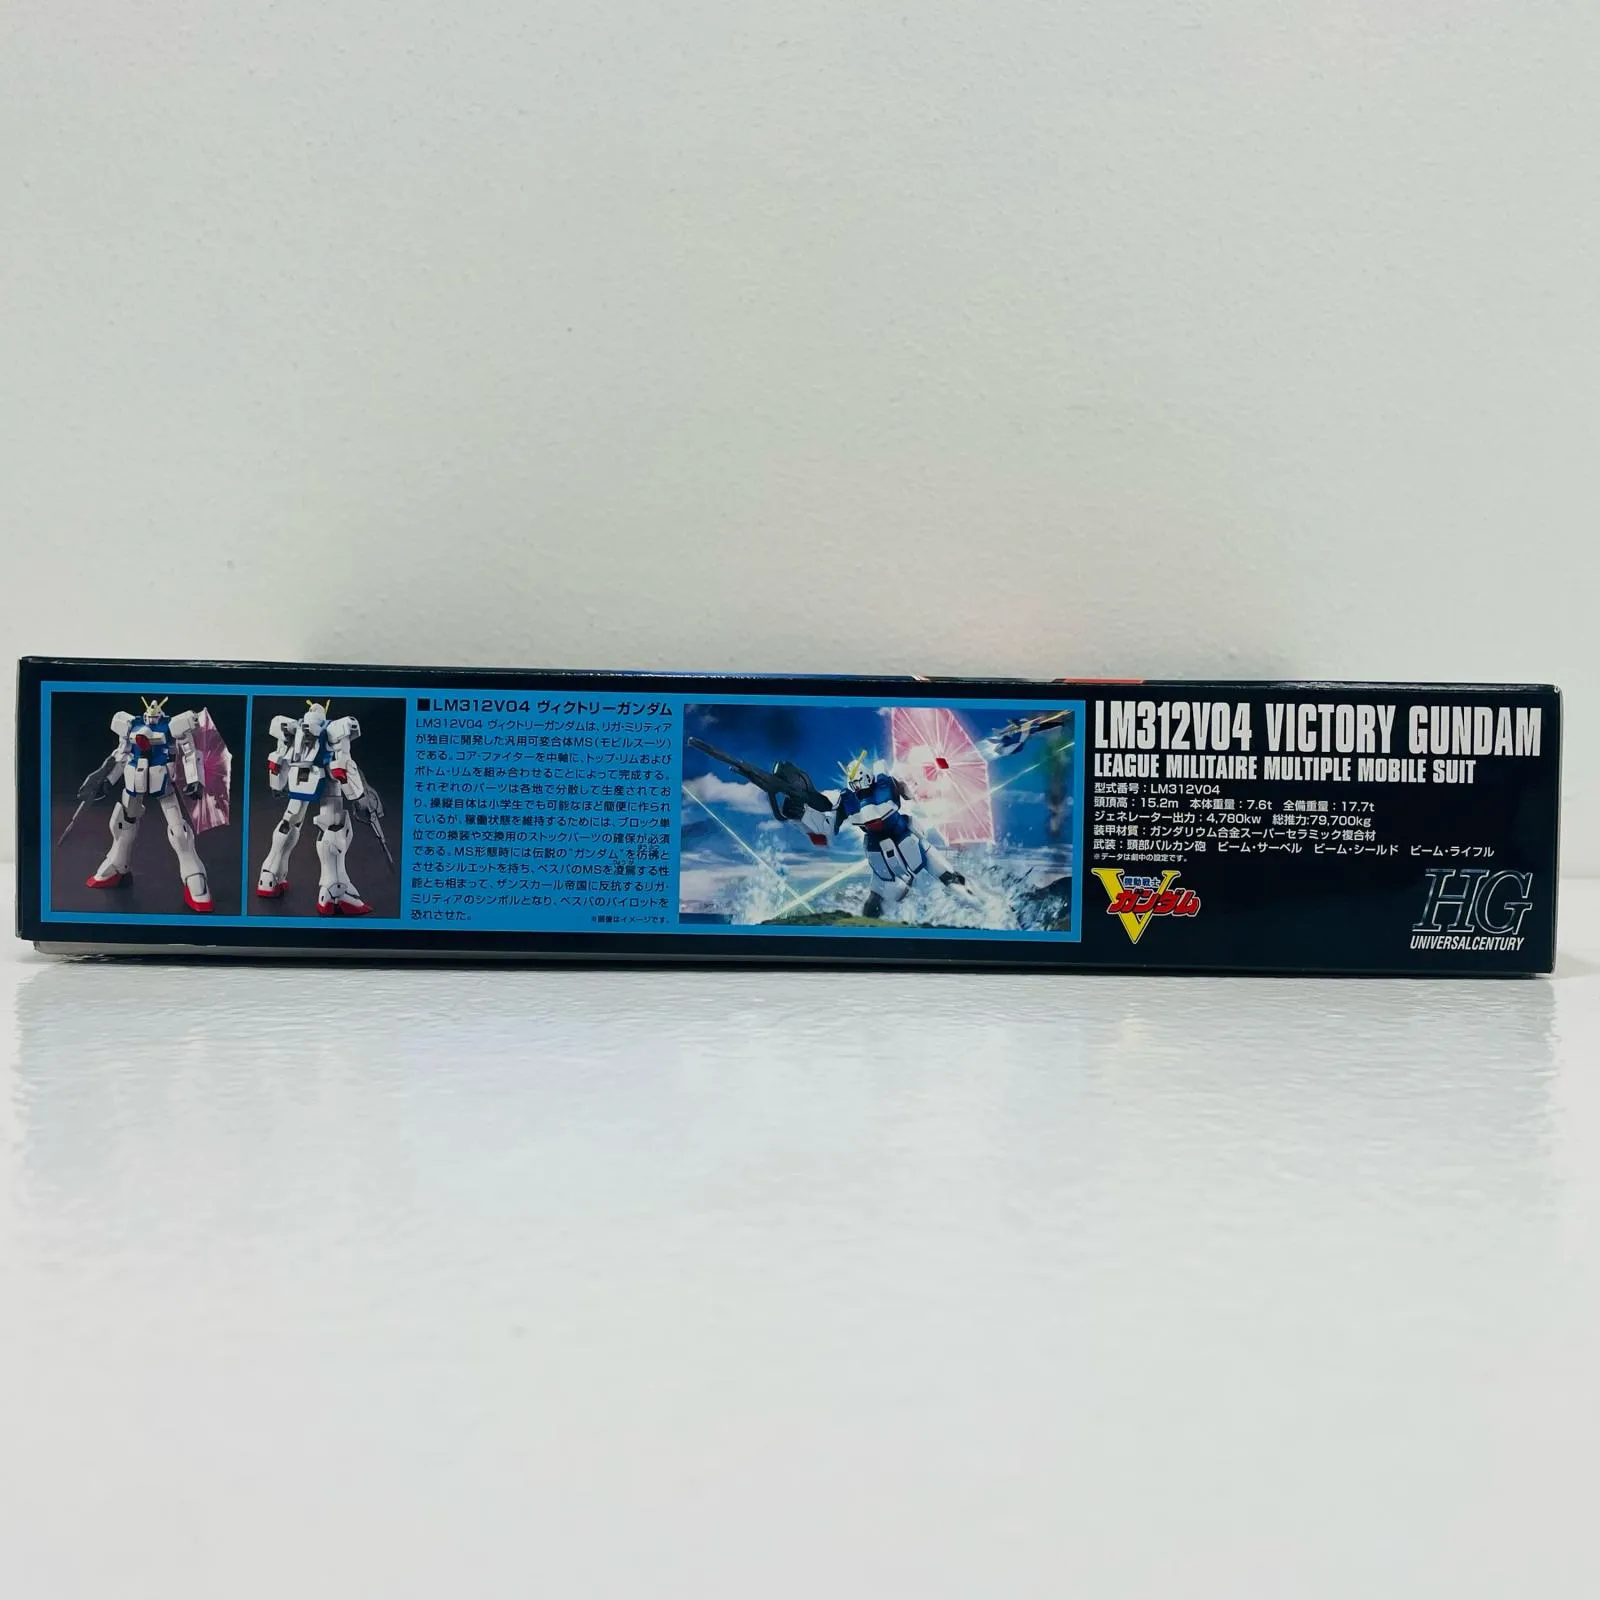 ■LM312V04 ヴィクトリーガンダム
LM312V04 ヴィクトリーガンダムは、リガ・ミリティア
が独自に開発した汎用可変合体MS(モビルスーツ)
である。コア・ファイターを中軸に、トップ・リムおよび
ボトム・リムを組み合わせることによって完成する。
それぞれのパーツは各地で分散して生産されてお
り、操縦自体は小学生でも可能なほど簡便に作られ
ているが、稼働状態を維持するためには、ブロック単
位での換装や交換用のストックパーツの確保が必須
である。MS形態時には伝説の"ガンダム"を彷彿と
させるシルエットを持ち、ベスパのMSを凌駕する性
能とも相まって、ザンスカール帝国に反抗するリガ・
ミリティアのシンボルとなり、ベスパのパイロットを
恐れさせた。
※画像はイメージです。
LM312V04 VICTORY GUNDAM
LEAGUE MILITAIRE MULTIPLE MOBILE SUIT
型式番号：LM312V04
頭頂高：15.2m 本体重量：7.6t 全備重量：17.7t
ジェネレーター出力：4,780kw 総推力:79,700kg
装甲材質：ガンダリウム合金スーパーセラミック複合材
武装：頭部バルカン砲 ビーム・サーベル ビーム・シールド ビーム・ライフル
※データは劇中の設定です。
機動戦士
Vガンダム
HG
UNIVERSAL CENTURY